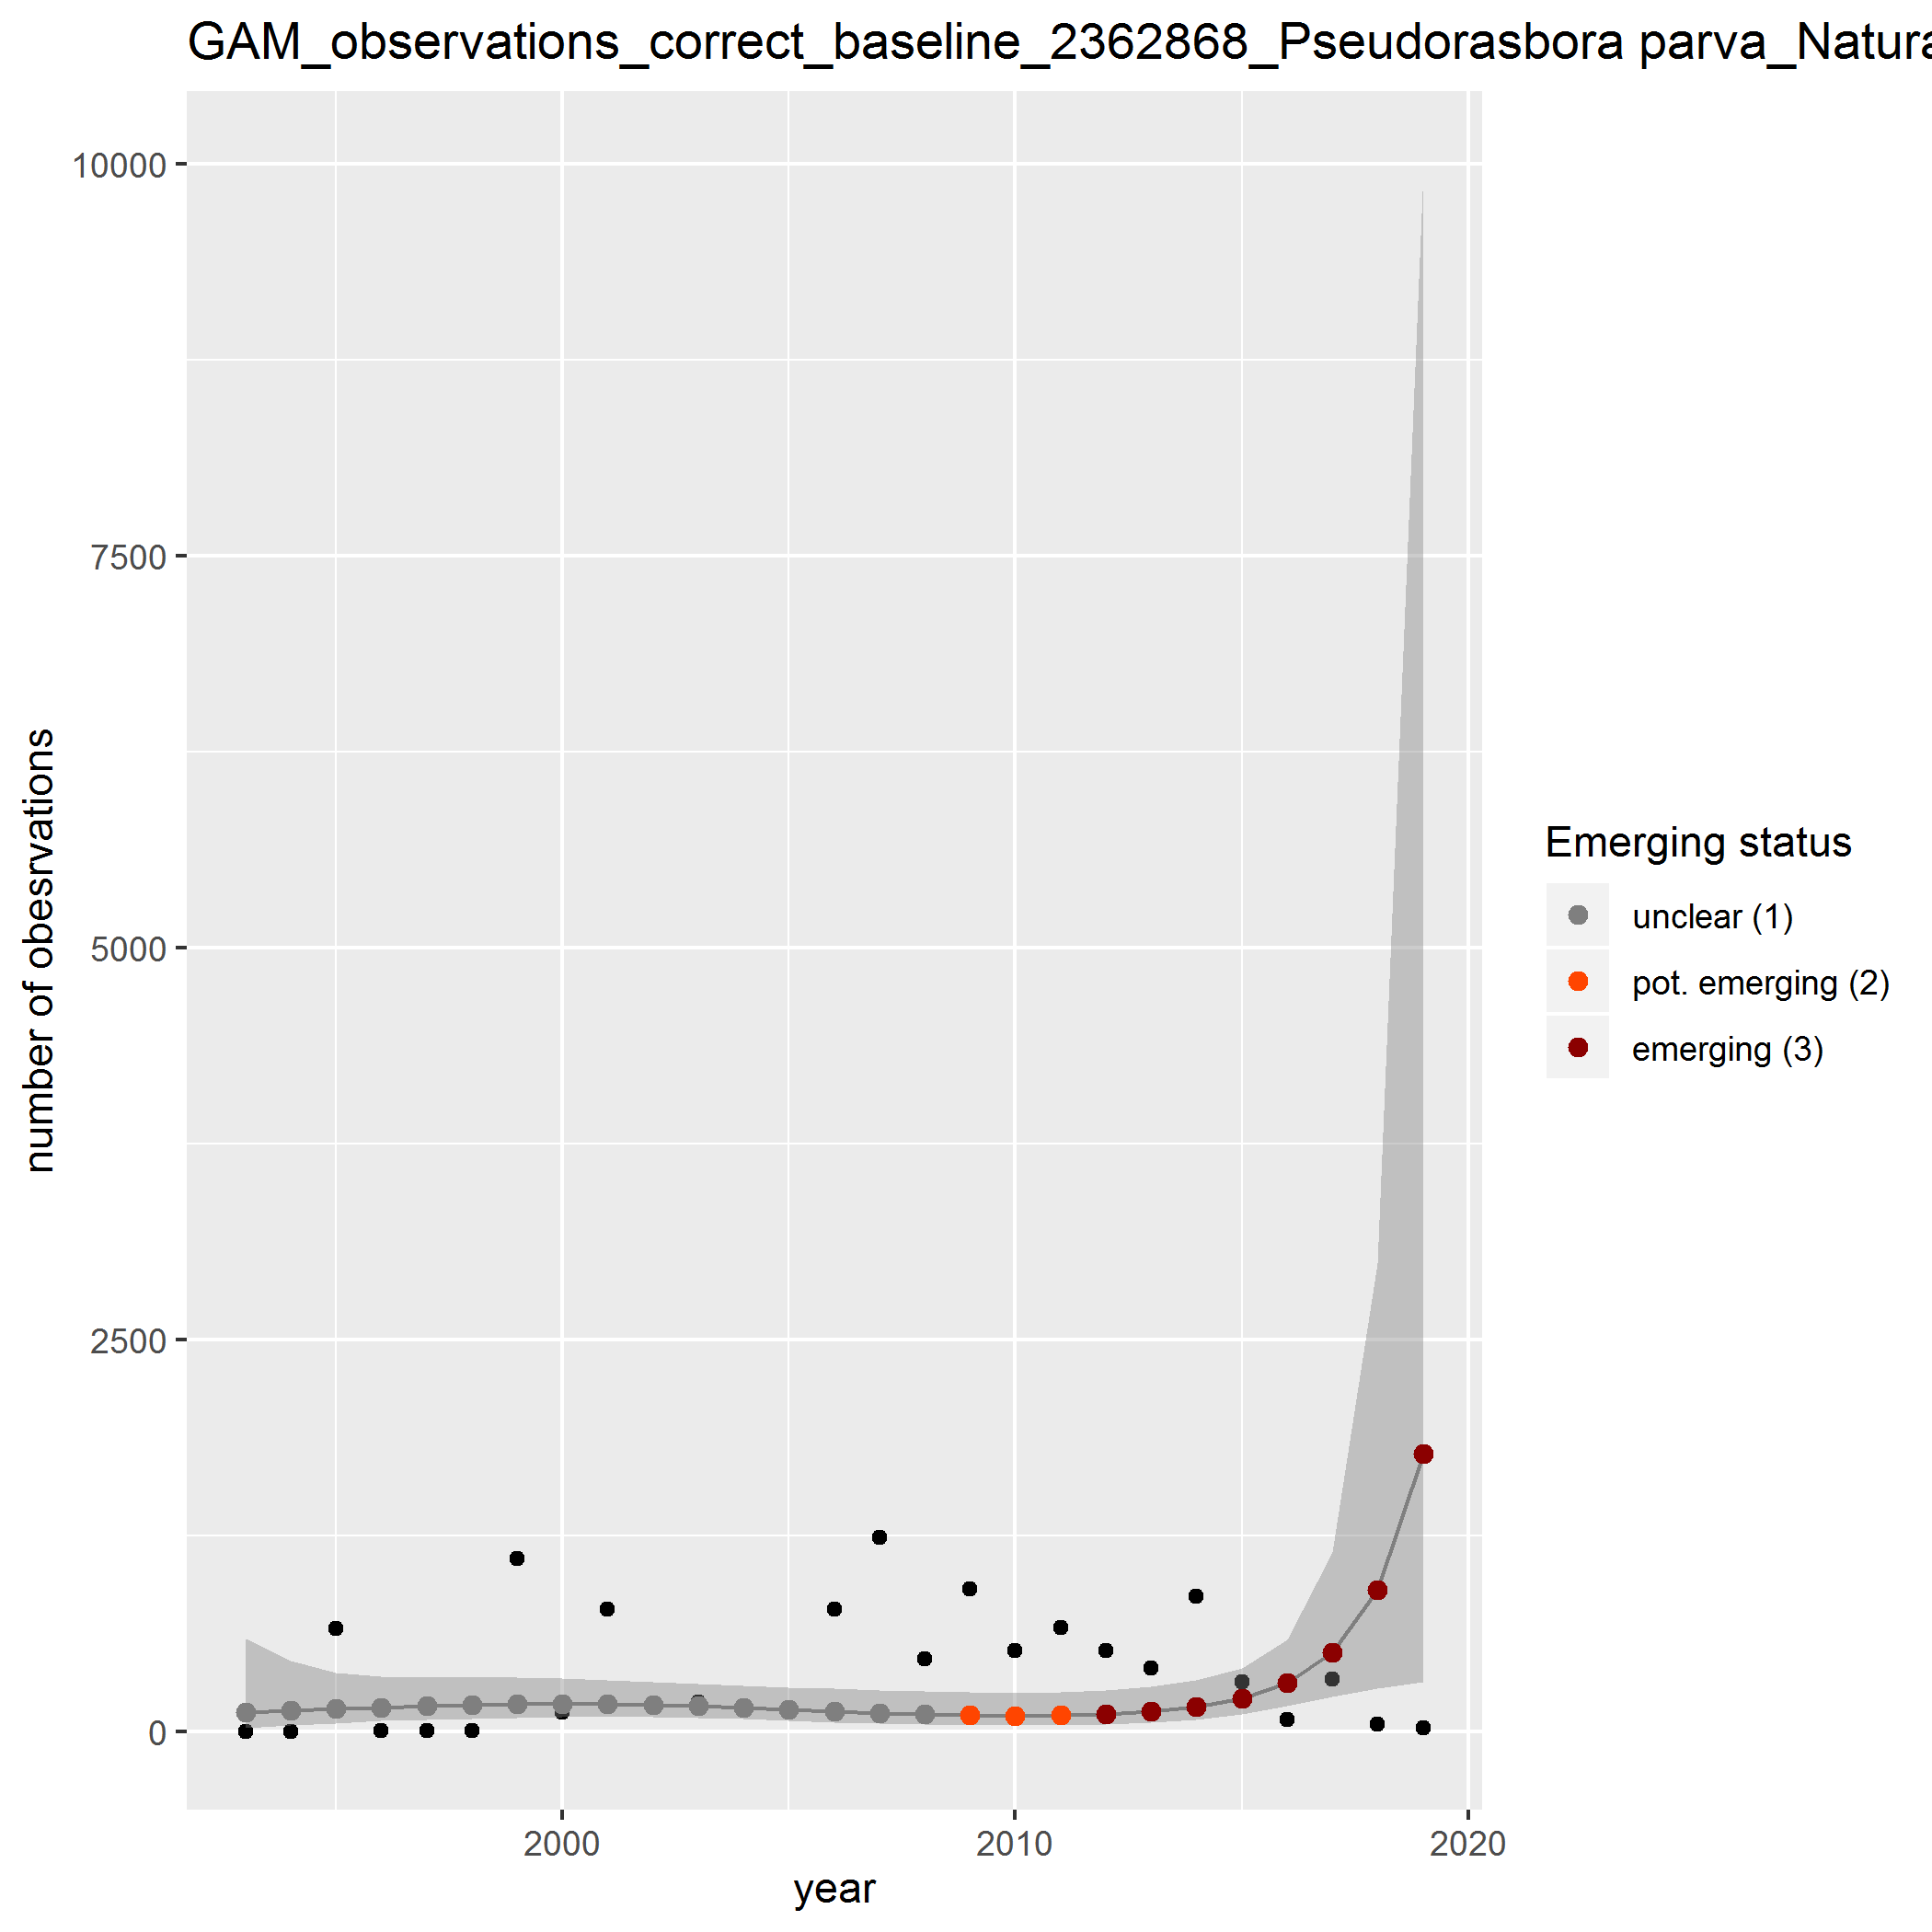 GAM_observations_correct_baseline_2362868_Pseudorasbora parva_Natura
number of obesrvations
10000
7500
5000
2500
0
2000
2010
2020
year
Emerging status
unclear (1)
pot. emerging (2)
emerging (3)